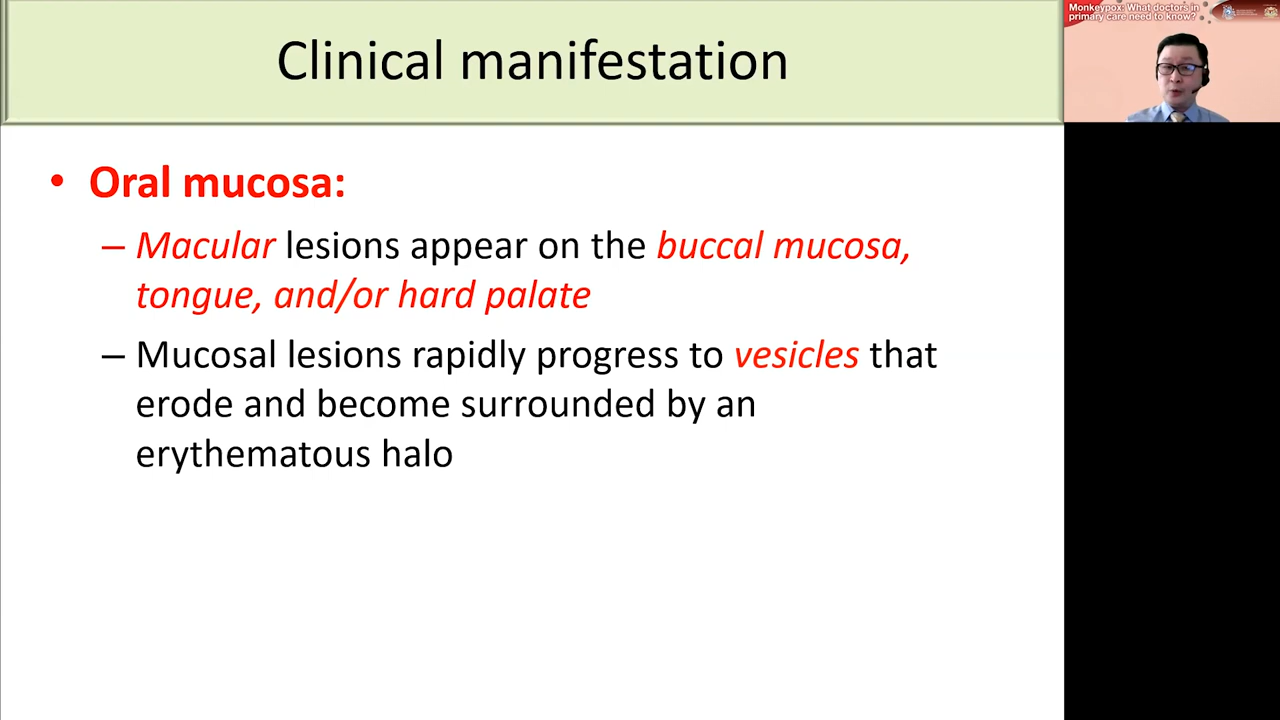 Clinical manifestation
Monkeypox: What doctors in
primary care need to know?
• Oral mucosa:
– Macular lesions appear on the buccal mucosa,
tongue, and/or hard palate
– Mucosal lesions rapidly progress to vesicles that
erode and become surrounded by an
erythematous halo